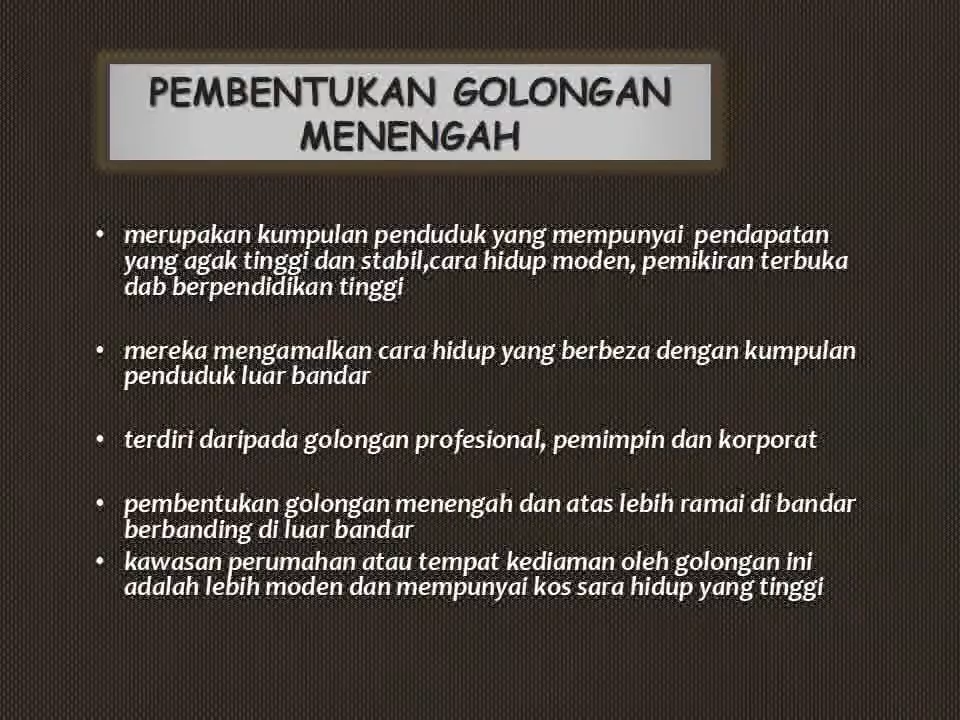 PEMBENTUKAN GOLONGAN
MENENGAH
• merupakan kumpulan penduduk yang mempunyai pendapatan
yang agak tinggi dan stabil,cara hidup moden, pemikiran terbuka
dab berpendidikan tinggi
• mereka mengamalkan cara hidup yang berbeza dengan kumpulan
penduduk luar bandar
• terdiri daripada golongan profesional, pemimpin dan korporat
• pembentukan golongan menengah dan atas lebih ramai di bandar
berbanding di luar bandar
• kawasan perumahan atau tempat kediaman oleh golongan ini
adalah lebih moden dan mempunyai kos sara hidup yang tinggi